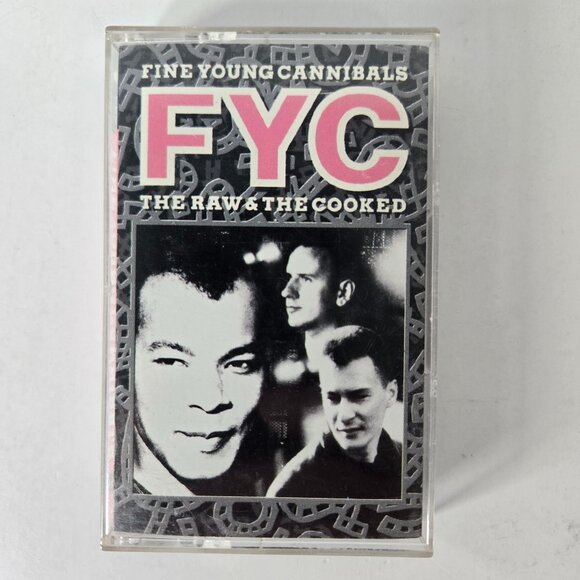 FINE YOUNG CANNIBALS
FYC
THE RAW & THE COOKED